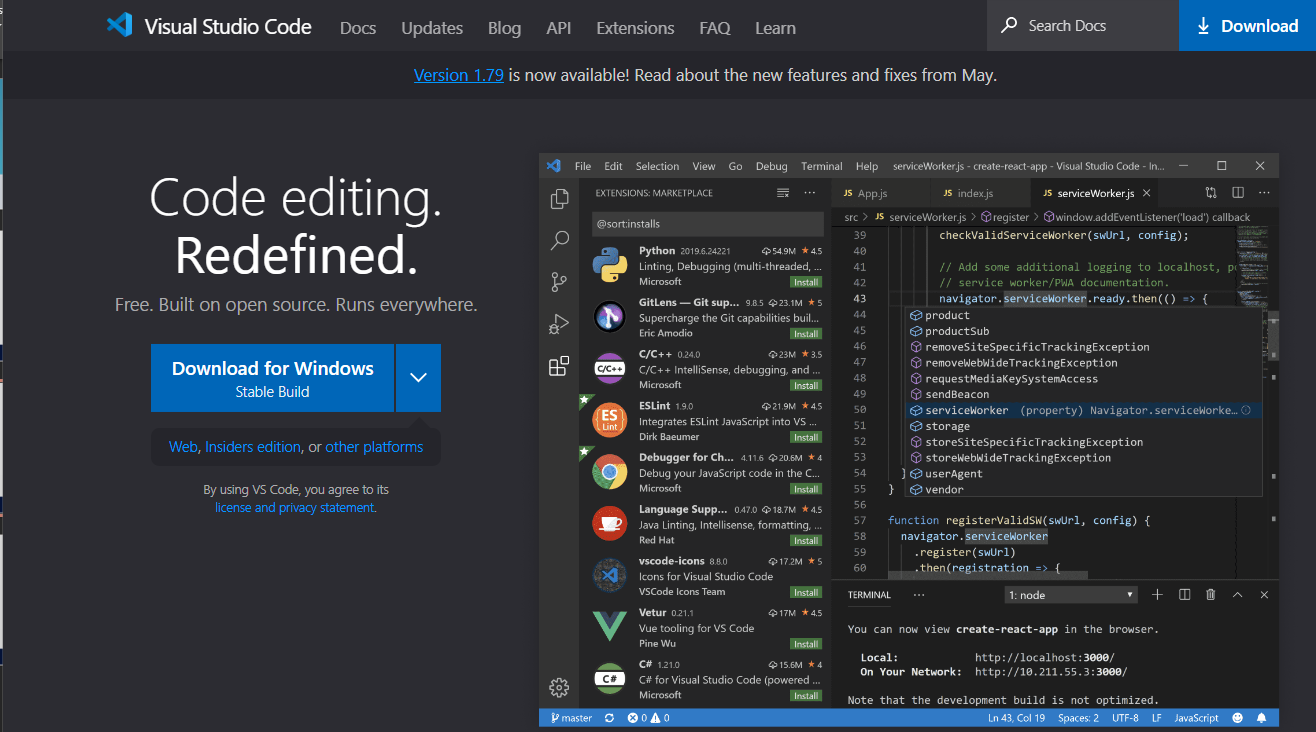 Visual Studio Code Docs Updates Blog API Extensions FAQ Learn Search Docs Download
Version 1.79 is now available! Read about the new features and fixes from May.
Code editing.
Redefined.
Free. Built on open source. Runs everywhere.
Download for Windows
Stable Build
Web, Insiders edition, or other platforms
By using VS Code, you agree to its
license and privacy statement.
File Edit Selection View Go Debug Terminal Help serviceWorker.js - create-react-app - Visual Studio Code - In...
EXTENSIONS: MARKETPLACE
@sort:installs
Python 2019.6.24221 54.9M 4.5
Linting, Debugging (multi-threaded, ...
Microsoft Install
GitLens — Git sup... 9.8.5 23.1M 5
Supercharge the Git capabilities buil...
Eric Amodio Install
C/C++
C/C++ 0.24.0 23M 3.5
C/C++ IntelliSense, debugging, and ...
Microsoft Install
ES
Lint
ESLint 1.9.0 21.9M 4.5
Integrates ESLint JavaScript into VS ...
Dirk Baeumer Install
Debugger for Ch... 4.11.6 20.6M 4
Debug your JavaScript code in the C...
Microsoft Install
Language Supp... 0.47.0 18.7M 4.5
Java Linting, Intellisense, formatting, ...
Red Hat Install
vscode-icons 8.8.0 17.2M 5
Icons for Visual Studio Code
VSCode Icons Team Install
Vetur 0.21.1 17M 4.5
Vue tooling for VS Code
Pine Wu Install
C#
C# 1.21.0 15.6M 4
C# for Visual Studio Code (powered ...
Microsoft Install
JS App.js JS index.js JS serviceWorker.js
src > JS serviceWorker.js > register > window.addEventListener('load') callback
39 checkValidServiceWorker(swUrl, config);
40
41 // Add some additional logging to localhost,
42 // service worker/PWA documentation.
43 navigator.serviceWorker.ready.then(() => {
44 product
45 productSub
46 removeSiteSpecificTrackingException
47 removeWebWideTrackingException
48 requestMediaKeySystemAccess
49 sendBeacon
50 serviceWorker (property) Navigator.serviceWorke...
51 storage
52 storeSiteSpecificTrackingException
53 storeWebWideTrackingException
54 } userAgent
55 } vendor
56
57 function registerValidSW(swUrl, config) {
58 navigator.serviceWorker
59 .register(swUrl)
60 .then(registration => {
TERMINAL ... 1: node
You can now view create-react-app in the browser.
Local: http://localhost:3000/
On Your Network: http://10.211.55.3:3000/
Note that the development build is not optimized.
master 0 0 Ln 43, Col 19 Spaces: 2 UTF-8 LF JavaScript